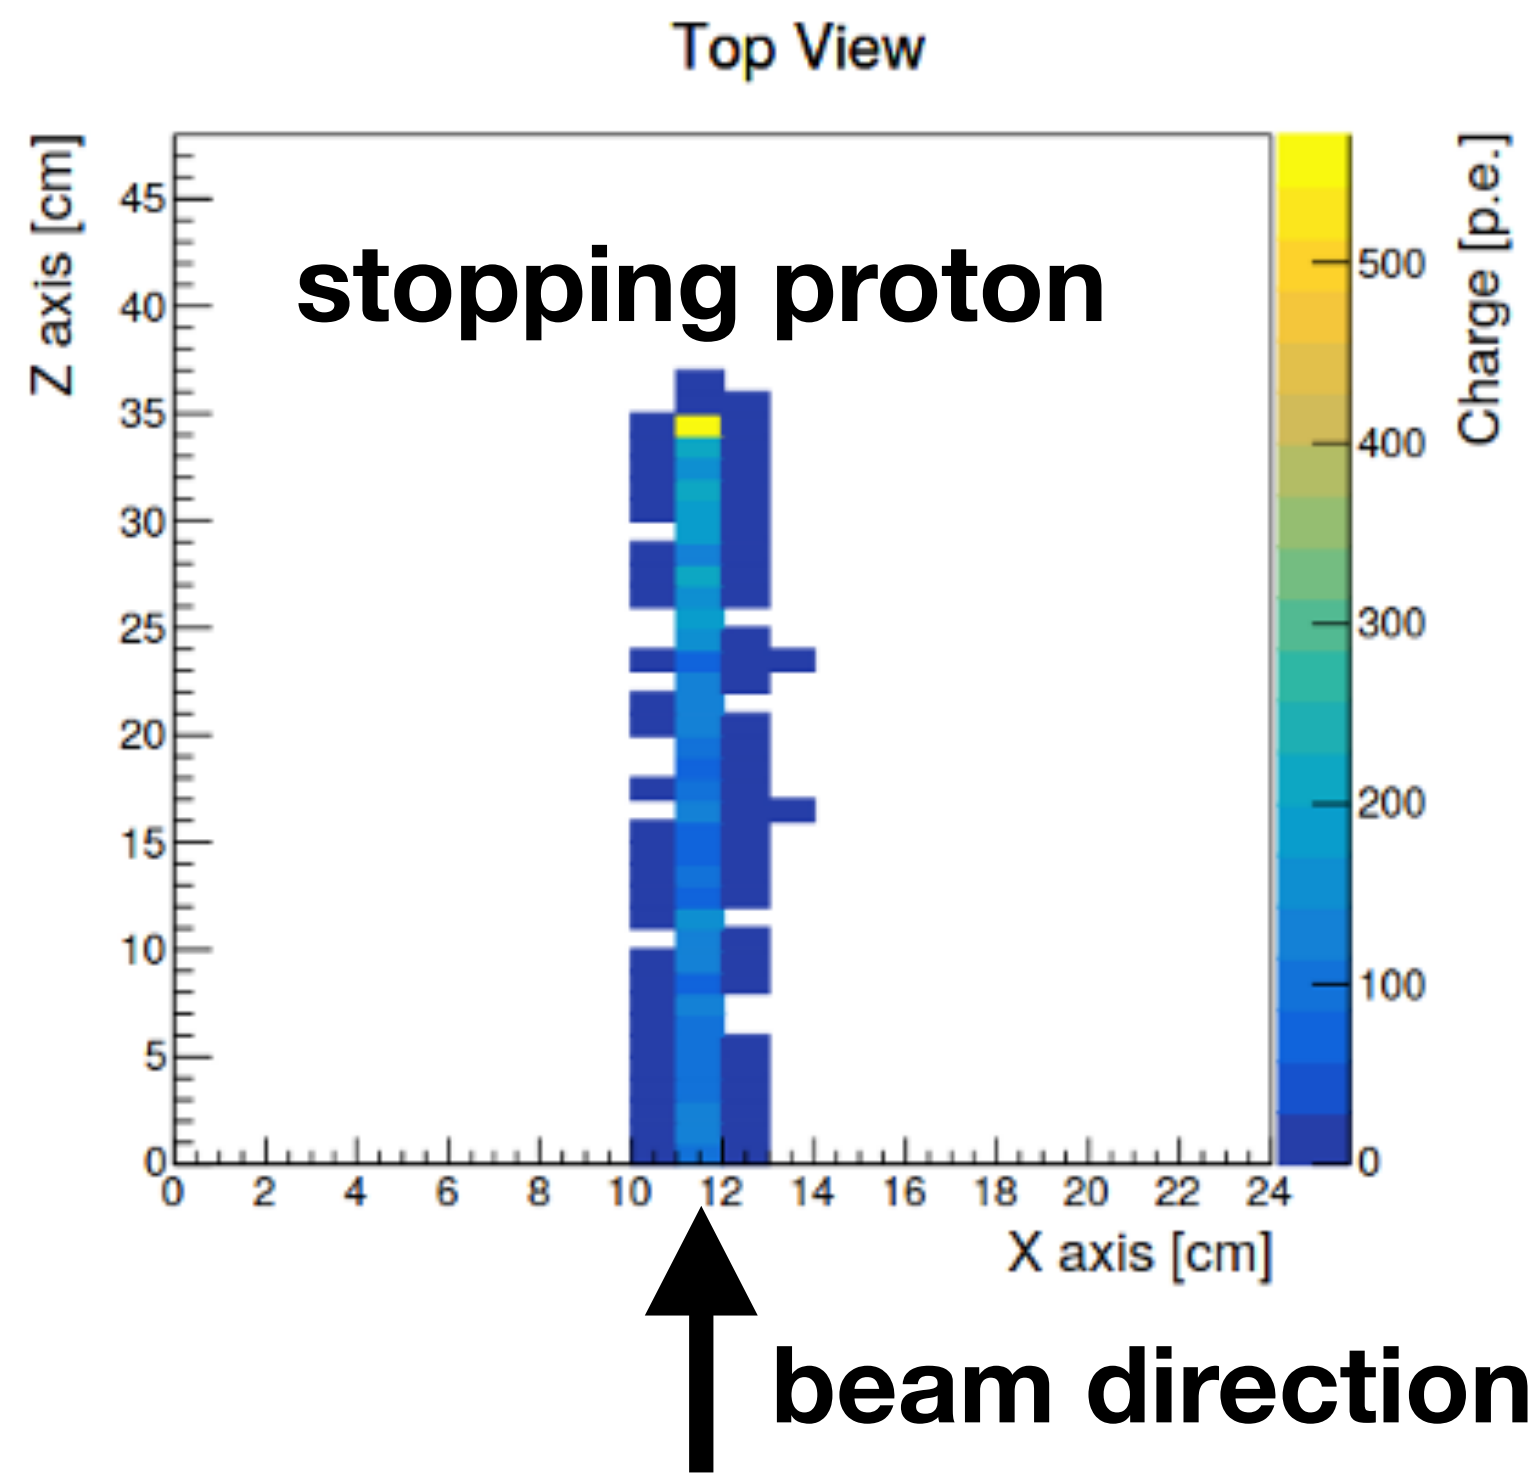 Top View
Z axis [cm]
Charge [p.e.]
stopping proton
45
40
35
30
25
20
15
10
5
0
500
400
300
200
100
0
0 2 4 6 8 10 12 14 16 18 20 22 24
X axis [cm]
beam direction